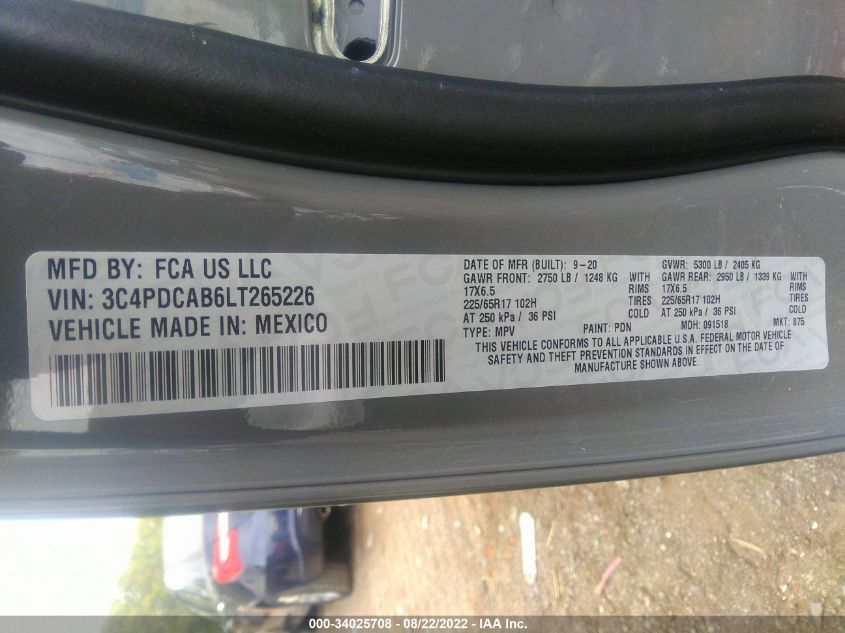 MFD BY: FCA US LLC
VIN: 3C4PDCAB6LT265226
VEHICLE MADE IN: MEXICO
DATE OF MFR (BUILT): 9-20 GVWR: 5300 LB / 2405 KG
GAWR FRONT: 2750 LB / 1248 KG WITH GAWR REAR: 2950 LB / 1339 KG WITH
17X6.5 RIMS 17X6.5 RIMS
225/65R17 102H TIRES 225/65R17 102H TIRES
AT 250 kPa / 36 PSI COLD AT 250 kPa / 36 PSI COLD
TYPE: MPV PAINT: PDN MDH: 091518 MKT: 875
THIS VEHICLE CONFORMS TO ALL APPLICABLE U.S.A. FEDERAL MOTOR VEHICLE
SAFETY AND THEFT PREVENTION STANDARDS IN EFFECT ON THE DATE OF
MANUFACTURE SHOWN ABOVE.
000-34025708 - 08/22/2022 - IAA Inc.